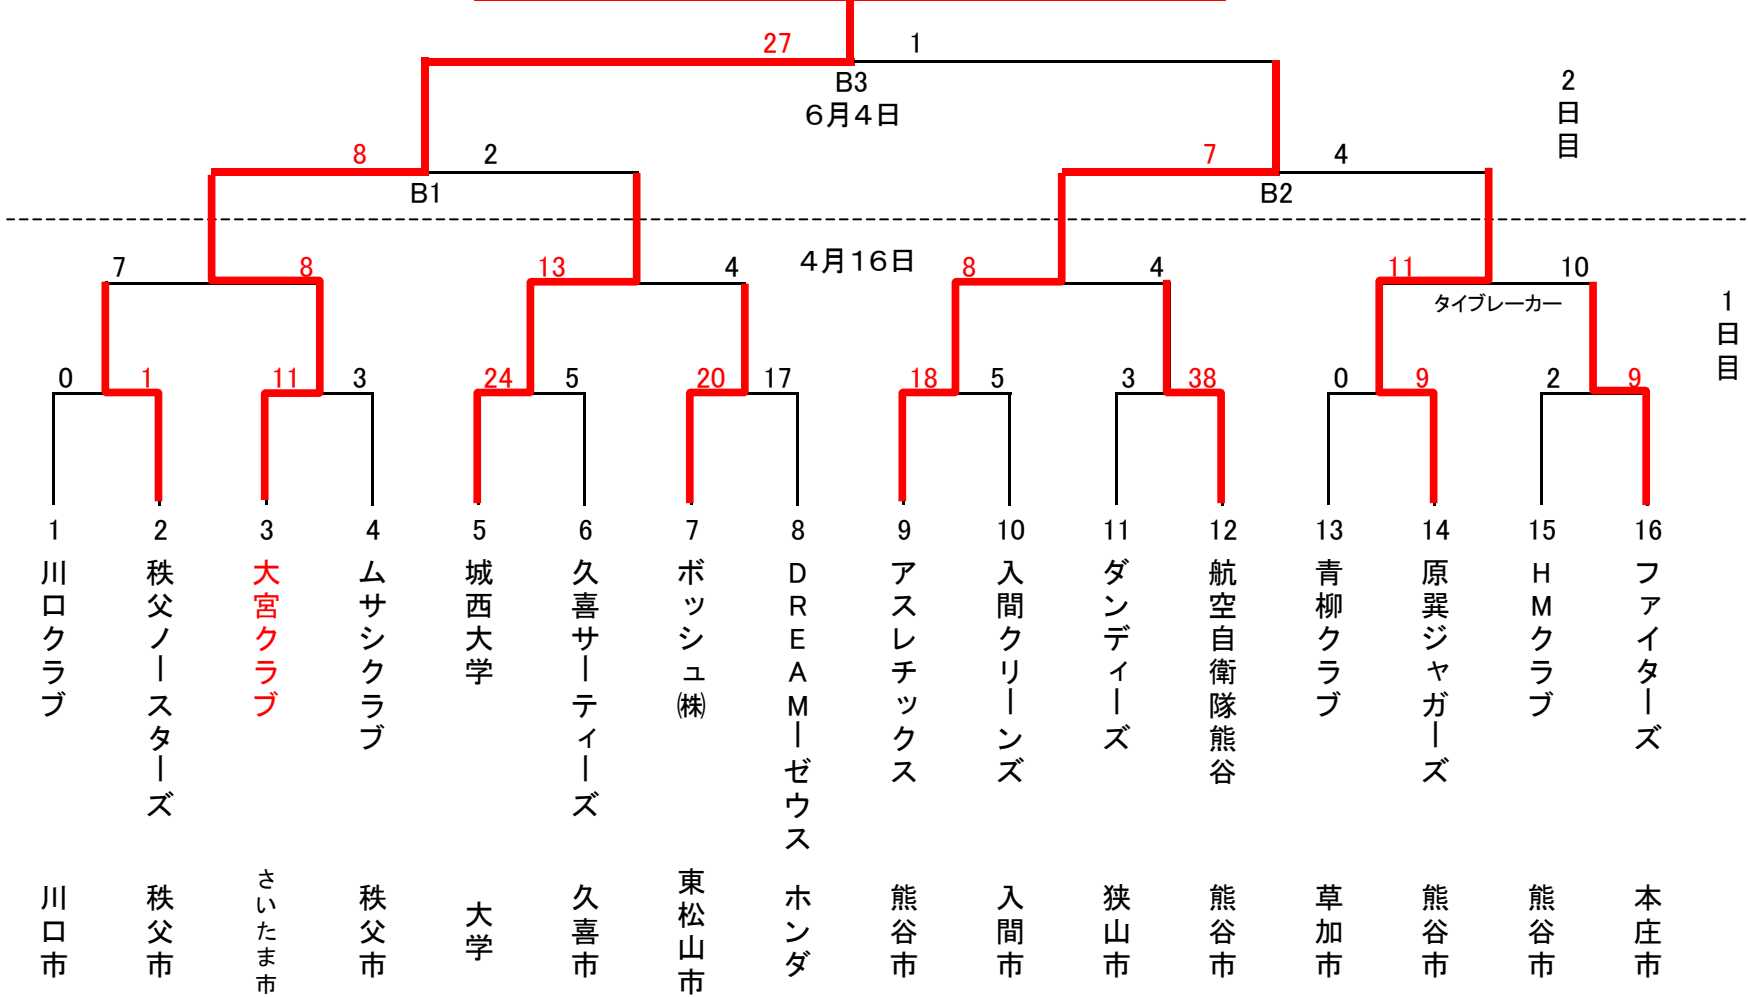 27 1
B3
6月4日
2日目
8 2 7 4
B1 B2
4月16日
7 8 13 4 8 4 11 10
タイブレーカー
1日目
0 1 11 3 24 5 20 17 18 5 3 38 0 9 2 9
1 2 3 4 5 6 7 8 9 10 11 12 13 14 15 16
川口クラブ
秩父ノースターズ
大宮クラブ
ムサシクラブ
城西大学
久喜サーティーズ
ボッシュ㈱
DREAMーゼウス
アスレチックス
入間クリーンズ
ダンディーズ
航空自衛隊熊谷
青柳クラブ
原巽ジャガーズ
HMクラブ
ファイターズ
川口市
秩父市
さいたま市
秩父市
大学
久喜市
東松山市
ホンダ
熊谷市
入間市
狭山市
熊谷市
草加市
熊谷市
熊谷市
本庄市